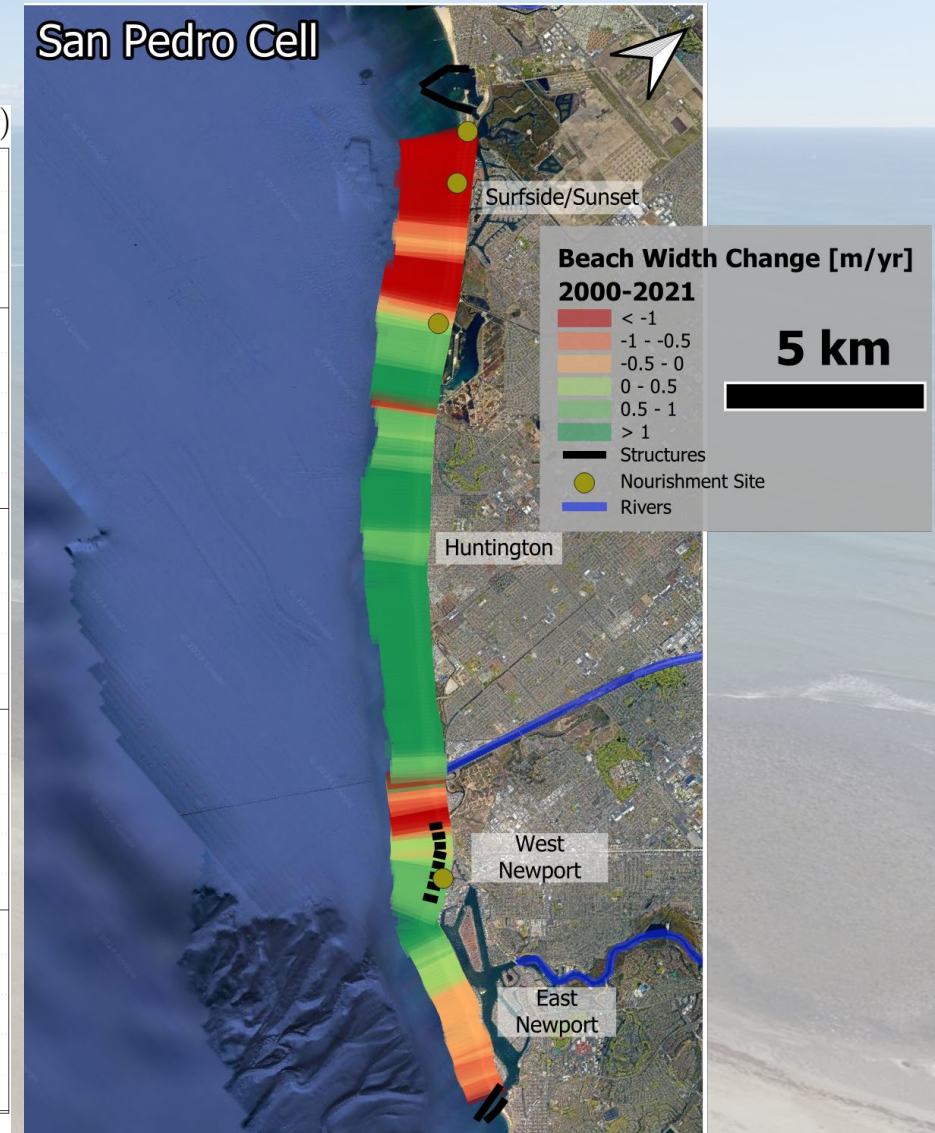 San Pedro Cell
)
Surfside/Sunset
Beach Width Change [m/yr]
2000-2021
< -1
-1 - -0.5
-0.5 - 0
0 - 0.5
0.5 - 1
> 1
Structures
Nourishment Site
Rivers
5 km
Huntington
West
Newport
East
Newport